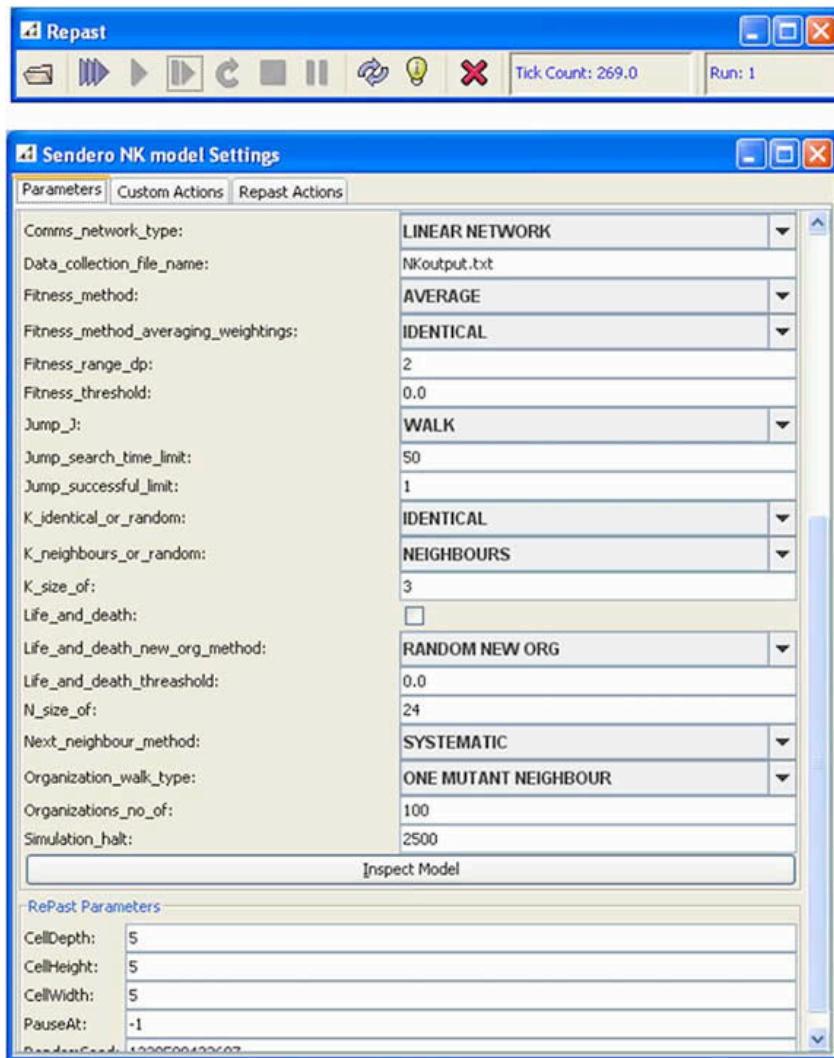 Repast
Tick Count: 269.0
Run: 1
Sendero NK model Settings
Parameters Custom Actions Repast Actions
Comms_network_type: LINEAR NETWORK
Data_collection_file_name: NKoutput.txt
Fitness_method: AVERAGE
Fitness_method_averaging_weightings: IDENTICAL
Fitness_range_dp: 2
Fitness_threshold: 0.0
Jump_J: WALK
Jump_search_time_limit: 50
Jump_successful_limit: 1
K_identical_or_random: IDENTICAL
K_neighbours_or_random: NEIGHBOURS
K_size_of: 3
Life_and_death:
Life_and_death_new_org_method: RANDOM NEW ORG
Life_and_death_threashold: 0.0
N_size_of: 24
Next_neighbour_method: SYSTEMATIC
Organization_walk_type: ONE MUTANT NEIGHBOUR
Organizations_no_of: 100
Simulation_halt: 2500
Inspect Model
RePast Parameters
CellDepth: 5
CellHeight: 5
CellWidth: 5
PauseAt: -1